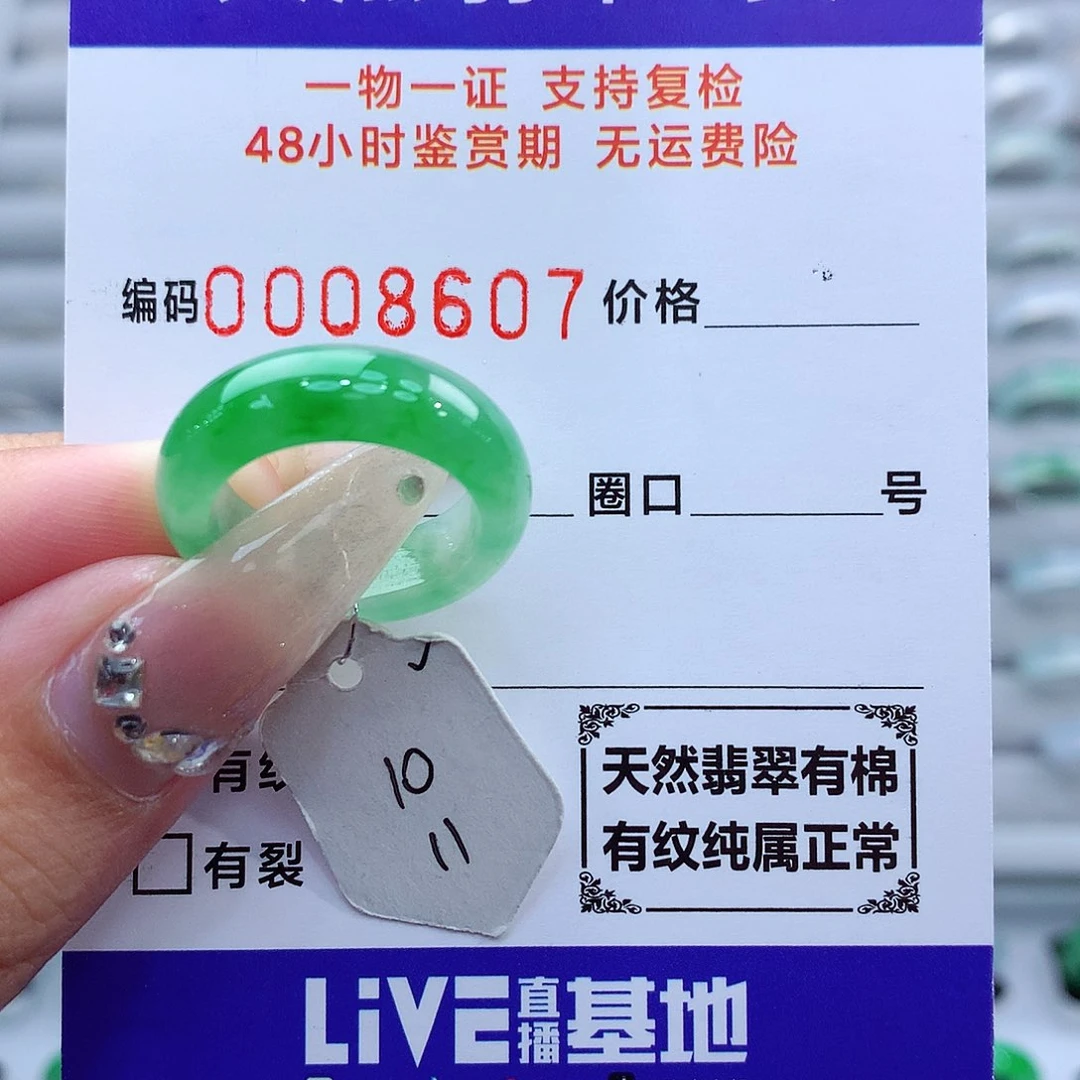 一物一证 支持复检
48小时鉴赏期 无运费险
编码0008607 价格
圈口 号
10
11
有纹
有裂
天然翡翠有棉
有纹纯属正常
LiVE直播基地